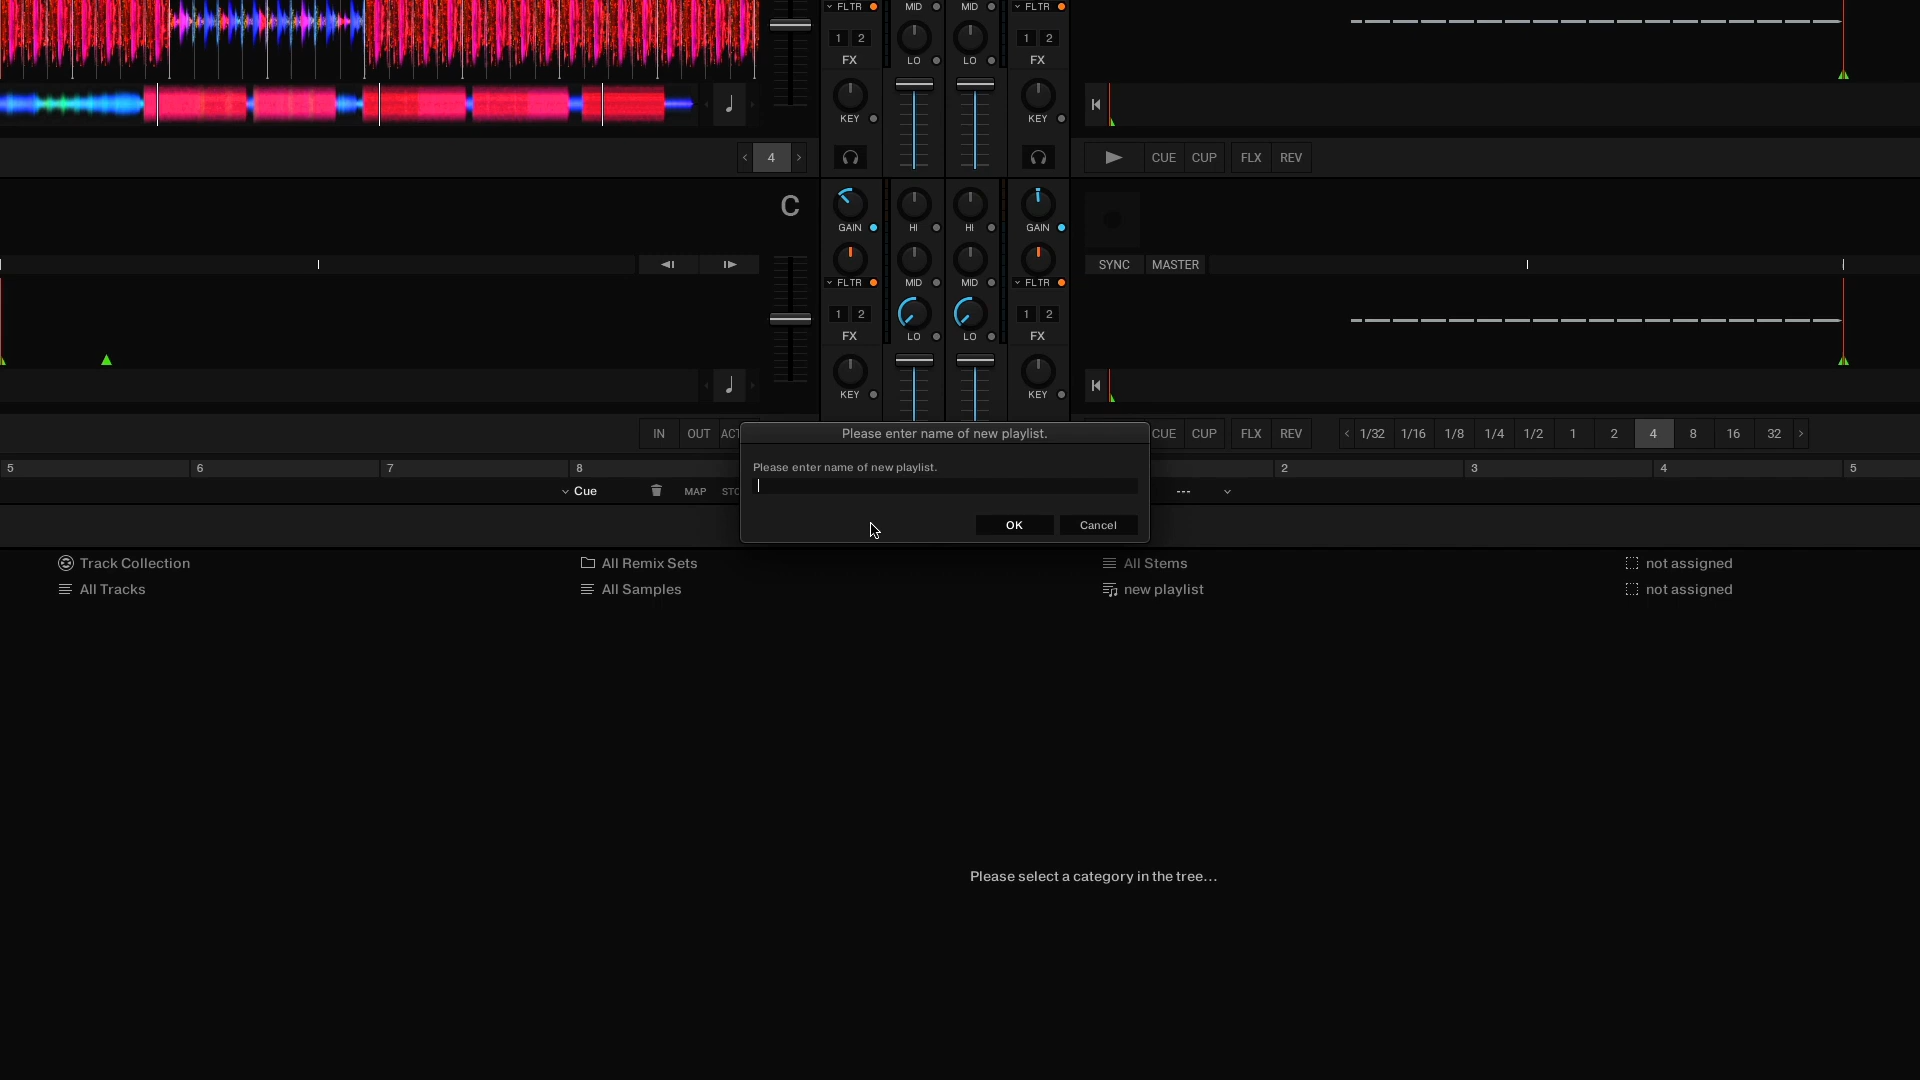 FLTR MID MID FLTR
1 2 1 2
FX LO LO FX
KEY KEY
4 CUE CUP FLX REV
C
GAIN HI HI GAIN
SYNC MASTER
FLTR MID MID FLTR
1 2 1 2
FX LO LO FX
KEY KEY
IN OUT ACT CUE CUP FLX REV 1/32 1/16 1/8 1/4 1/2 1 2 4 8 16 32
Please enter name of new playlist.
Please enter name of new playlist.
5 6 7 8 2 3 4 5
Cue MAP STO ---
OK Cancel
Track Collection All Remix Sets All Stems not assigned
All Tracks All Samples new playlist not assigned
Please select a category in the tree...